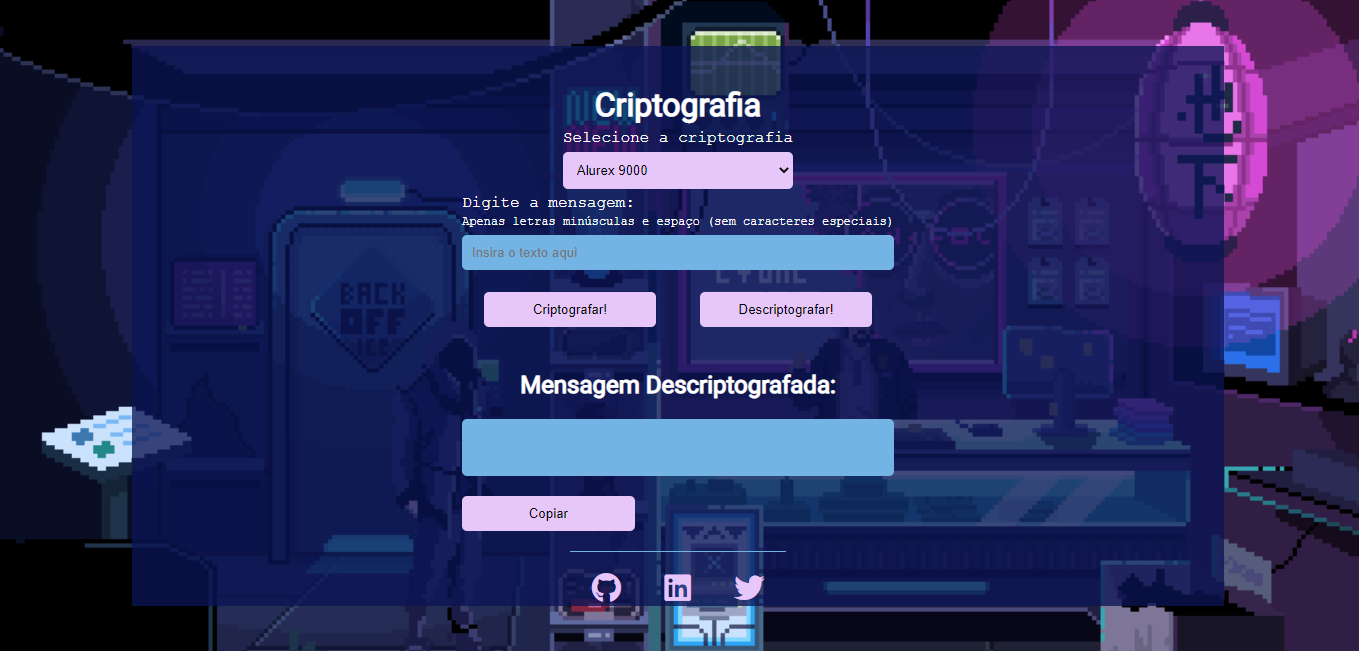 Criptografia
Selecione a criptografia
Alurex 9000
Digite a mensagem:
Apenas letras minúsculas e espaço (sem caracteres especiais)
Insira o texto aqui
BACK
OFF
Criptografar!
Descriptografar!
Mensagem Descriptografada:
Copiar
in